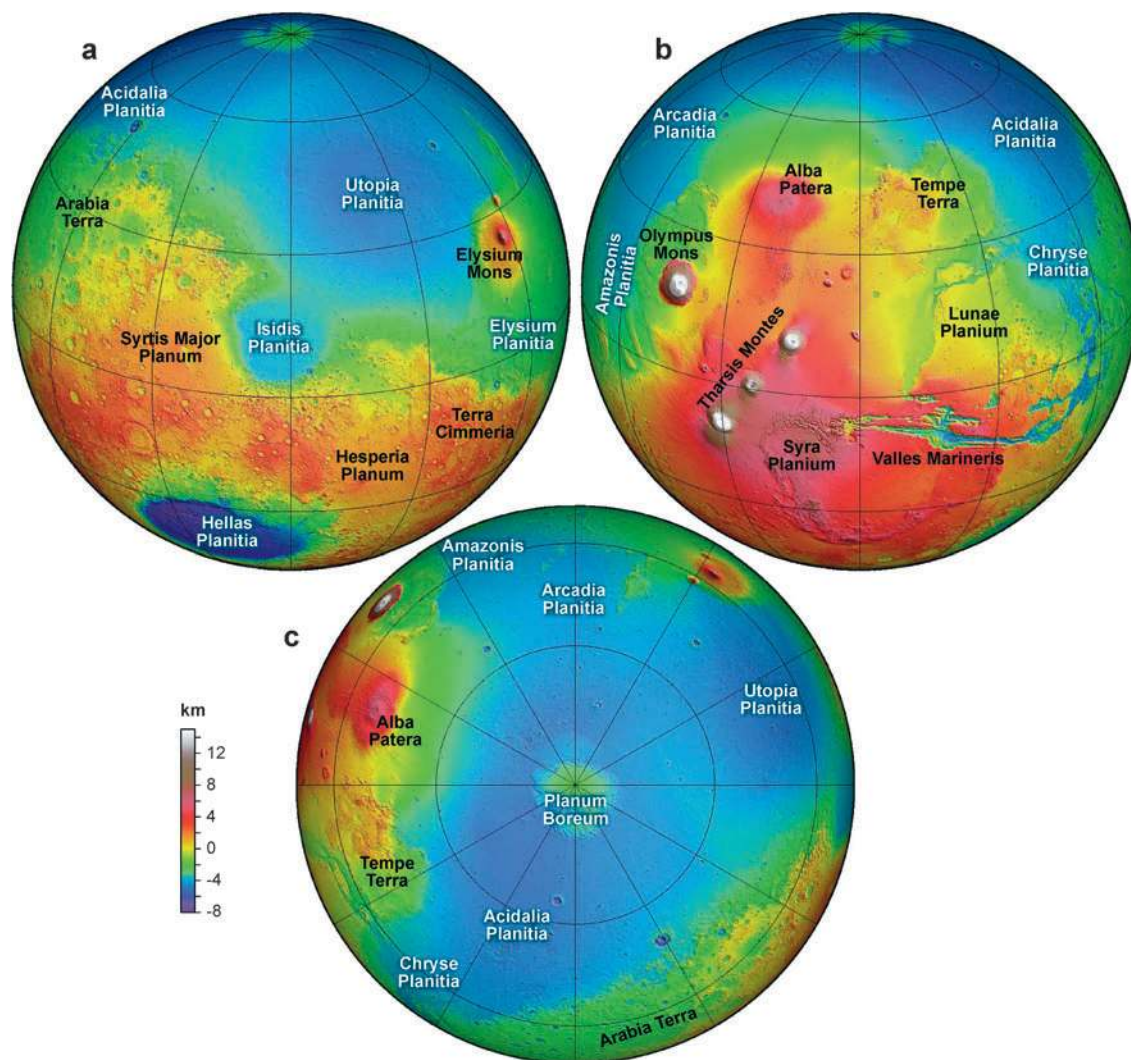 a
Acidalia
Planitia
Arabia
Terra
Utopia
Planitia
Elysium
Mons
Syrtis Major
Planum
Isidis
Planitia
Elysium
Planitia
Terra
Cimmeria
Hesperia
Planum
Hellas
Planitia
b
Arcadia
Planitia
Acidalia
Planitia
Alba
Patera
Tempe
Terra
Olympus
Mons
Amazonis
Planitia
Chryse
Planitia
Lunae
Planium
Tharsis Montes
Syra
Planium
Valles Marineris
c
Amazonis
Planitia
Arcadia
Planitia
Utopia
Planitia
Alba
Patera
Planum
Boreum
Tempe
Terra
Acidalia
Planitia
Chryse
Planitia
Arabia Terra
km
12
8
4
0
-4
-8